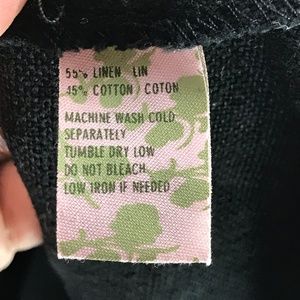 55% LINEN LIN
45% COTTON / COTON
MACHINE WASH COLD
SEPARATELY
TUMBLE DRY LOW
DO NOT BLEACH.
LOW IRON IF NEEDED